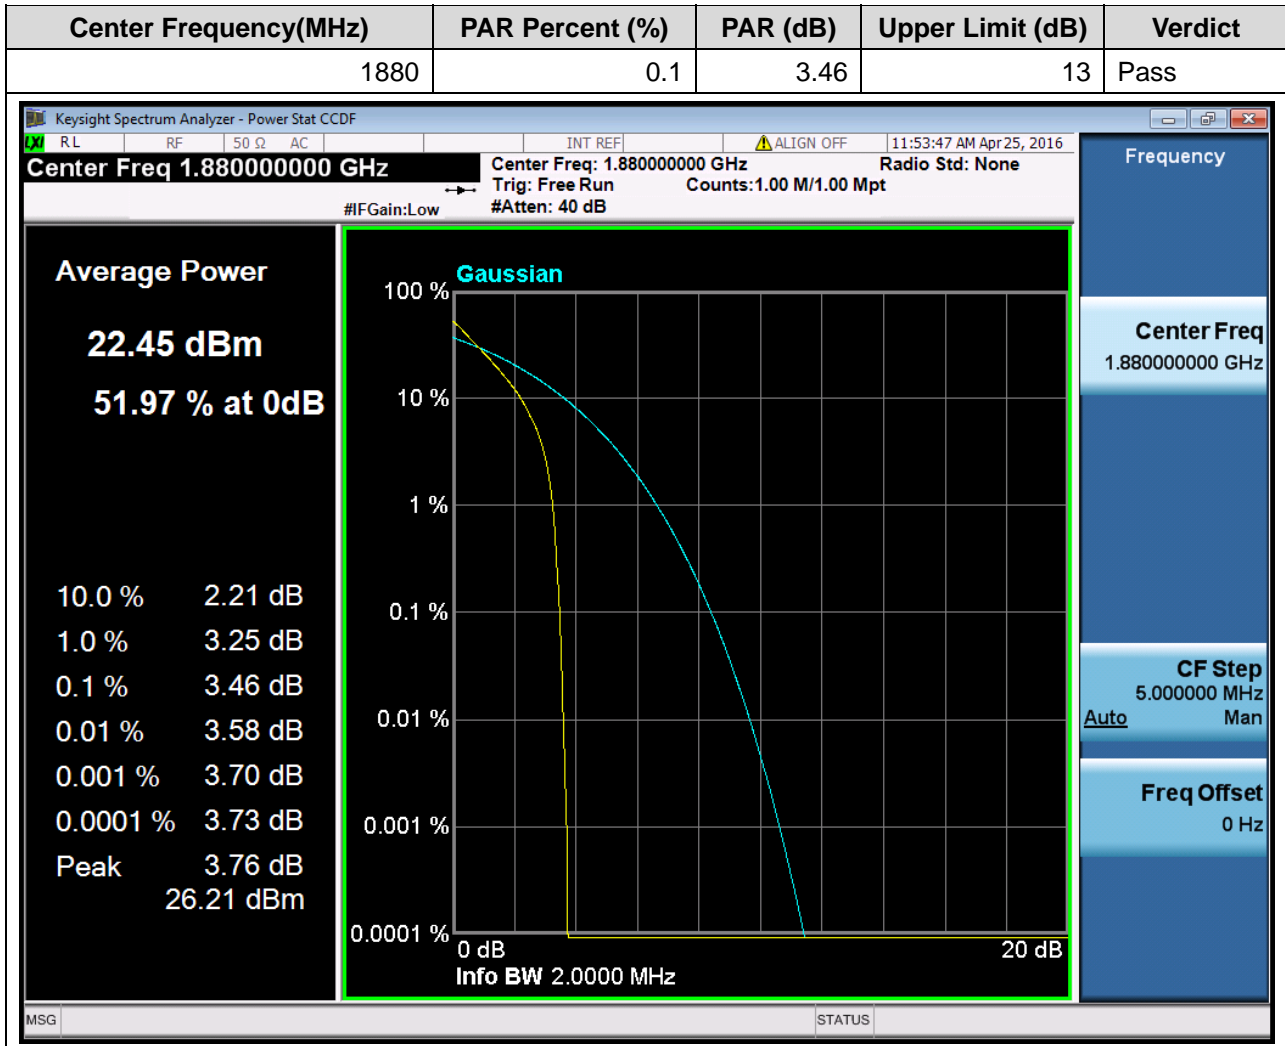 Center Frequency(MHz) PAR Percent (%) PAR (dB) Upper Limit (dB) Verdict
1880 0.1 3.46 13 Pass
Keysight Spectrum Analyzer - Power Stat CCDF
LXI RL RF 50 Ω AC INT REF ALIGN OFF 11:53:47 AM Apr 25, 2016
Center Freq 1.880000000 GHz
Center Freq: 1.880000000 GHz Radio Std: None
Trig: Free Run Counts:1.00 M/1.00 Mpt
#IFGain:Low #Atten: 40 dB
Frequency
Average Power
22.45 dBm
51.97 % at 0dB
10.0 % 2.21 dB
1.0 % 3.25 dB
0.1 % 3.46 dB
0.01 % 3.58 dB
0.001 % 3.70 dB
0.0001 % 3.73 dB
Peak 3.76 dB
26.21 dBm
Gaussian
100 %
10 %
1 %
0.1 %
0.01 %
0.001 %
0.0001 %
0 dB 20 dB
Info BW 2.0000 MHz
Center Freq
1.880000000 GHz
CF Step
5.000000 MHz
Auto Man
Freq Offset
0 Hz
MSG STATUS